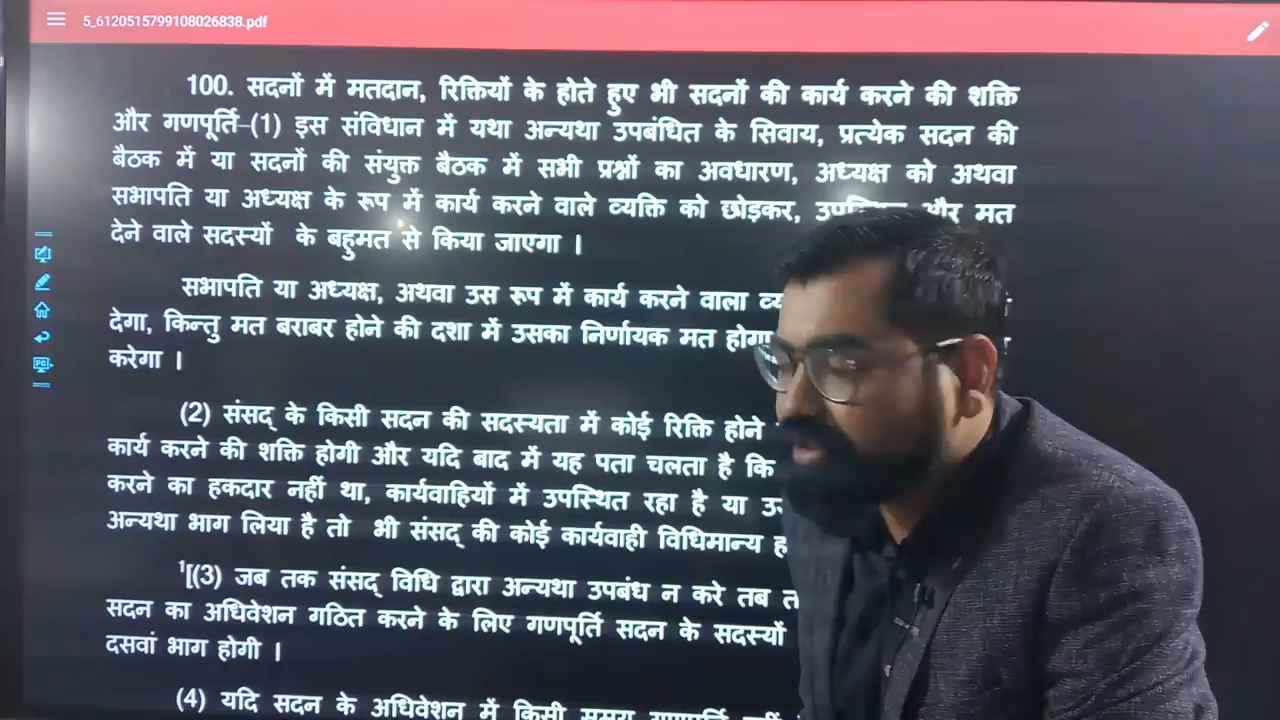 5_6120515799108026838.pdf
100. सदनों में मतदान, रिक्तियों के होते हुए भी सदनों की कार्य करने की शक्ति
और गणपूर्ति–(1) इस संविधान में यथा अन्यथा उपबंधित के सिवाय, प्रत्येक सदन की
बैठक में या सदनों की संयुक्त बैठक में सभी प्रश्नों का अवधारण, अध्यक्ष को अथवा
सभापति या अध्यक्ष के रूप में कार्य करने वाले व्यक्ति को छोड़कर, और मत
देने वाले सदस्यों के बहुमत से किया जाएगा ।
सभापति या अध्यक्ष, अथवा उस रूप में कार्य करने वाला
देगा, किन्तु मत बराबर होने की दशा में उसका निर्णायक मत
करेगा ।
(2) संसद् के किसी सदन की सदस्यता में कोई रिक्ति होने
कार्य करने की शक्ति होगी और यदि बाद में यह पता चलता है कि
करने का हकदार नहीं था, कार्यवाहियों में उपस्थित रहा है या
अन्यथा भाग लिया है तो भी संसद् की कोई कार्यवाही विधिमान्य
¹[(3) जब तक संसद् विधि द्वारा अन्यथा उपबंध न करे तब
सदन का अधिवेशन गठित करने के लिए गणपूर्ति सदन के सदस्यों
दसवां भाग होगी ।
(4) यदि सदन के अधिवेशन में किसी समय